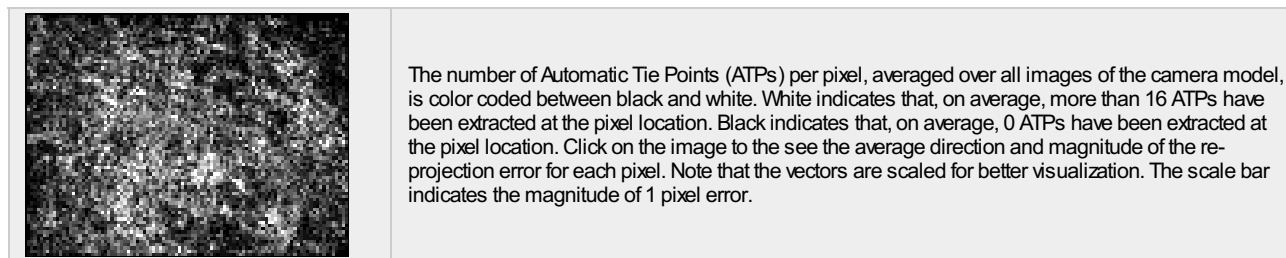 The number of Automatic Tie Points (ATPs) per pixel, averaged over all images of the camera model,
is color coded between black and white. White indicates that, on average, more than 16 ATPs have
been extracted at the pixel location. Black indicates that, on average, 0 ATPs have been extracted at
the pixel location. Click on the image to the see the average direction and magnitude of the re-
projection error for each pixel. Note that the vectors are scaled for better visualization. The scale bar
indicates the magnitude of 1 pixel error.